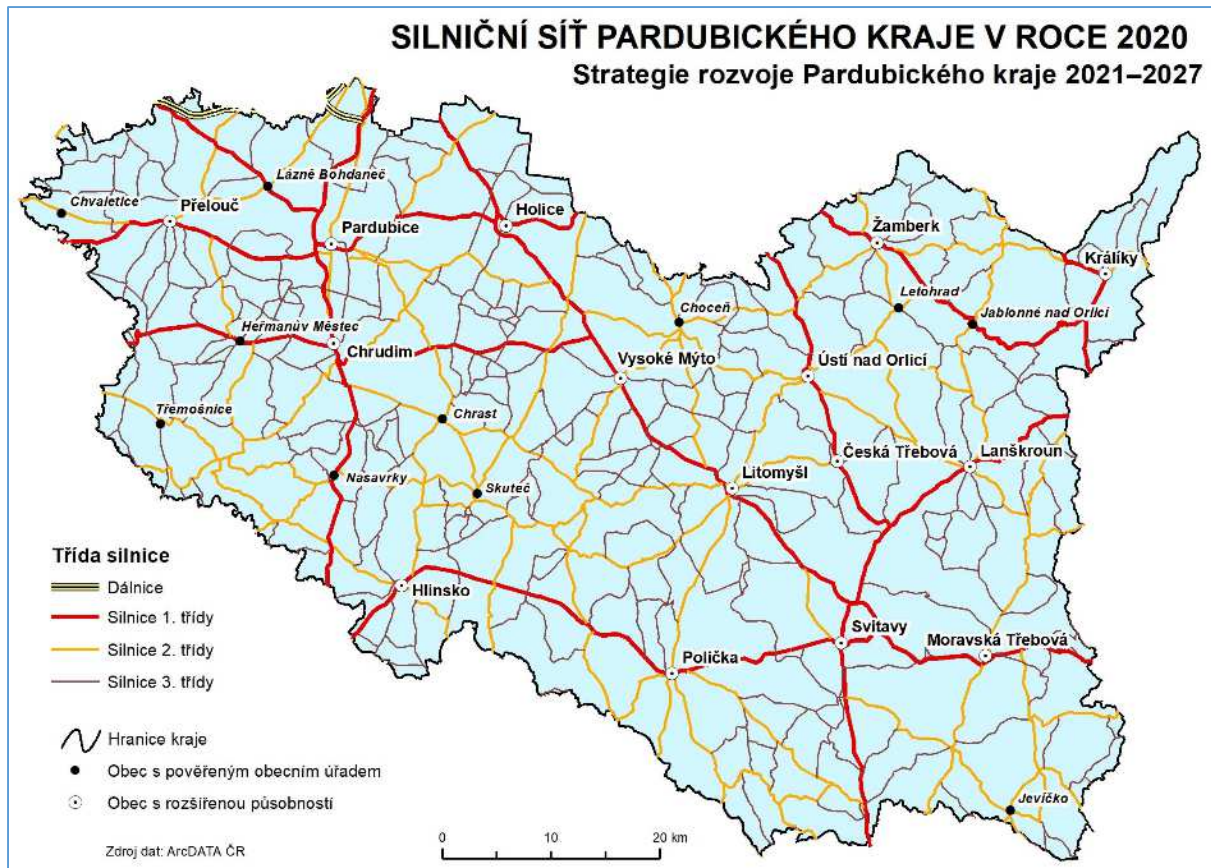 SILNIČNÍ SÍŤ PARDUBICKÉHO KRAJE V ROCE 2020
Strategie rozvoje Pardubického kraje 2021–2027
Lázně Bohdaneč
Chvaletice
Přelouč
Holice
Pardubice
Žamberk
Králíky
Letohrad
Choceň
Jablonné nad Orlicí
Heřmanův Městec
Chrudim
Vysoké Mýto
Ústí nad Orlicí
Třemošnice
Chrast
Česká Třebová
Lanškroun
Nasavrky
Skuteč
Litomyšl
Hlinsko
Svitavy
Moravská Třebová
Polička
Jevíčko
Třída silnice
Dálnice
Silnice 1. třídy
Silnice 2. třídy
Silnice 3. třídy
Hranice kraje
Obec s pověřeným obecním úřadem
Obec s rozšířenou působností
Zdroj dat: ArcDATA ČR
0 10 20 km